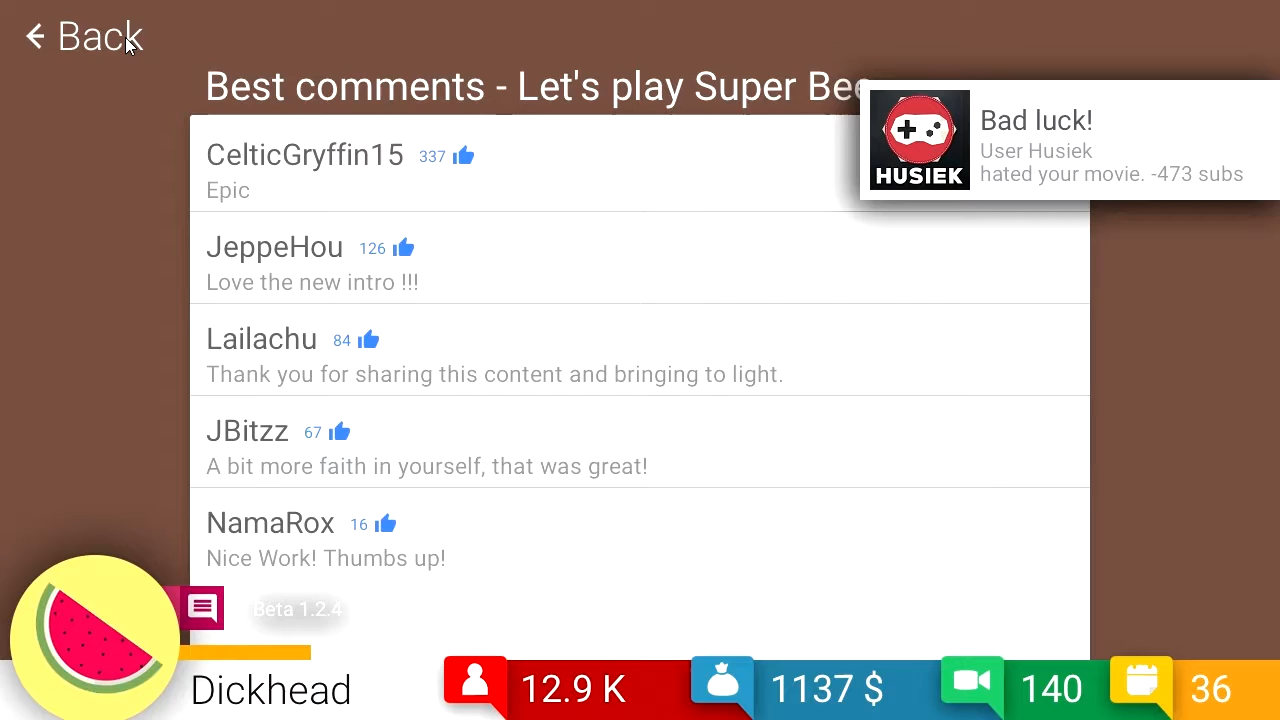 Back
Best comments - Let's play Super Bee
Bad luck!
User Husiek
hated your movie. -473 subs
HUSIEK
CelticGryffin15 337
Epic
JeppeHou 126
Love the new intro !!!
Lailachu 84
Thank you for sharing this content and bringing to light.
JBitzz 67
A bit more faith in yourself, that was great!
NamaRox 16
Nice Work! Thumbs up!
Beta 1.2.4
Dickhead
12.9 K
1137 $
140
36